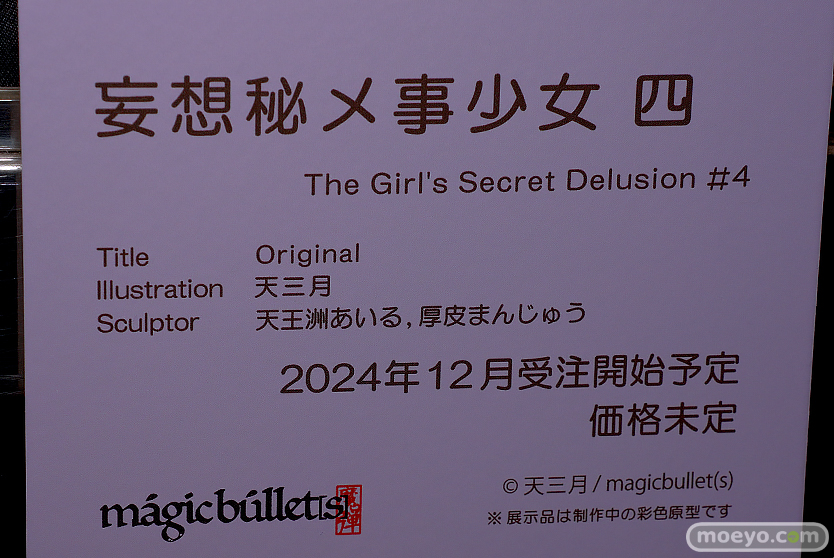 妄想秘メ事少女 四
The Girl's Secret Delusion #4
Title Original
Illustration 天三月
Sculptor 天王洲あいる, 厚皮まんじゅう
2024年12月受注開始予定
価格未定
© 天三月 / magicbullet(s)
mágicbúllet[s] 魔弾
※ 展示品は制作中の彩色原型です
moeyo.com